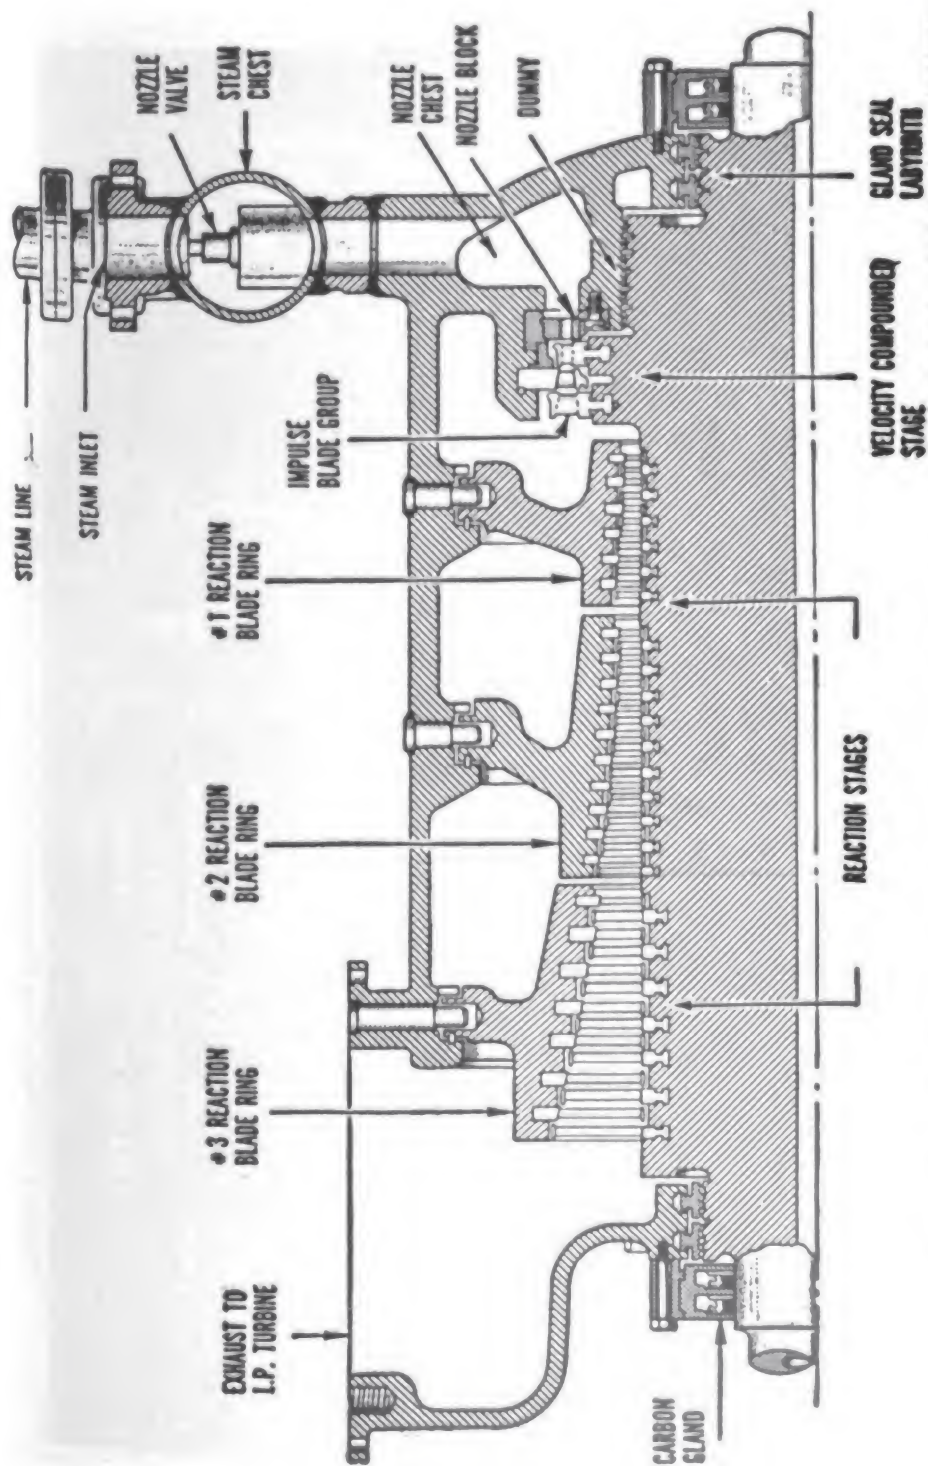 STEAM LINE
STEAM INLET
NOZZLE
VALVE
STEAM
CHEST
NOZZLE
CHEST
NOZZLE BLOCK
DUMMY
IMPULSE
BLADE GROUP
#1 REACTION
BLADE RING
#2 REACTION
BLADE RING
#3 REACTION
BLADE RING
EXHAUST TO
L.P. TURBINE
CARBON
GLAND
REACTION STAGES
VELOCITY COMPOUNDED
STAGE
GLAND SEAL
LABYRINTH